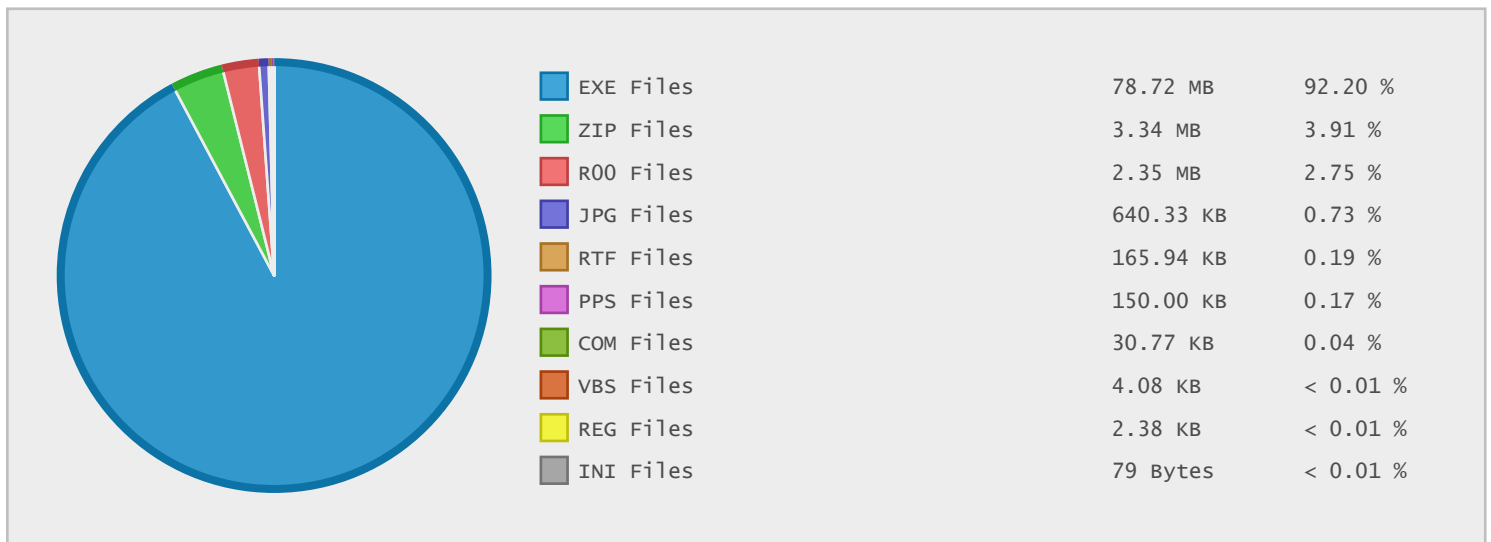 EXE Files 78.72 MB 92.20 %
ZIP Files 3.34 MB 3.91 %
R00 Files 2.35 MB 2.75 %
JPG Files 640.33 KB 0.73 %
RTF Files 165.94 KB 0.19 %
PPS Files 150.00 KB 0.17 %
COM Files 30.77 KB 0.04 %
VBS Files 4.08 KB < 0.01 %
REG Files 2.38 KB < 0.01 %
INI Files 79 Bytes < 0.01 %